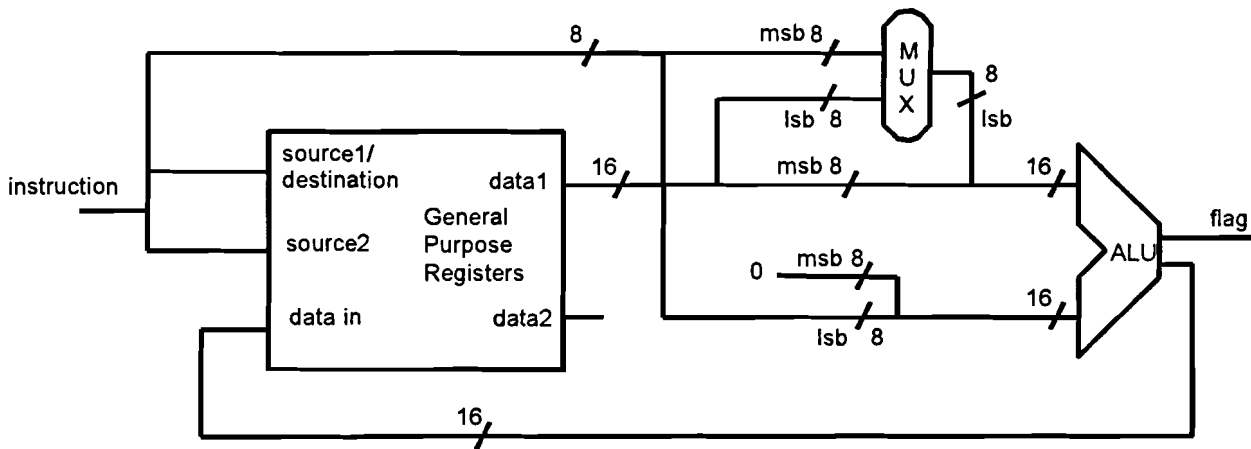 8
msb 8
MUX
8
lsb
lsb 8
instruction
source1/
destination
data1
16
msb 8
16
General
Purpose
Registers
source2
flag
ALU
0
msb 8
data in
data2
lsb 8
16
16